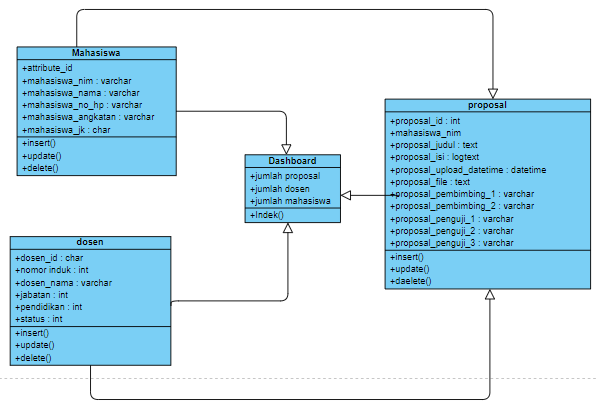 Mahasiswa
+attribute_id
+mahasiswa_nim : varchar
+mahasiswa_nama : varchar
+mahasiswa_no_hp : varchar
+mahasiswa_angkatan : varchar
+mahasiswa_jk : char
+insert()
+update()
+delete()
proposal
+proposal_id : int
+mahasiswa_nim
+proposal_judul : text
+proposal_isi : logtext
+proposal_upload_datetime : datetime
+proposal_file : text
+proposal_pembimbing_1 : varchar
+proposal_pembimbing_2 : varchar
+proposal_penguji_1 : varchar
+proposal_penguji_2 : varchar
+proposal_penguji_3 : varchar
+insert()
+update()
+daelete()
Dashboard
+jumlah proposal
+jumlah dosen
+jumlah mahasiswa
+Indek()
dosen
+dosen_id : char
+nomor induk : int
+dosen_nama : varchar
+jabatan : int
+pendidikan : int
+status : int
+insert()
+update()
+delete()